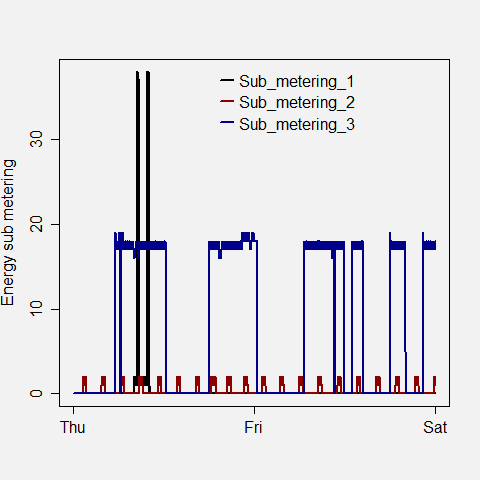 Sub_metering_1
Sub_metering_2
Sub_metering_3
Energy sub metering
30
20
10
0
Thu Fri Sat